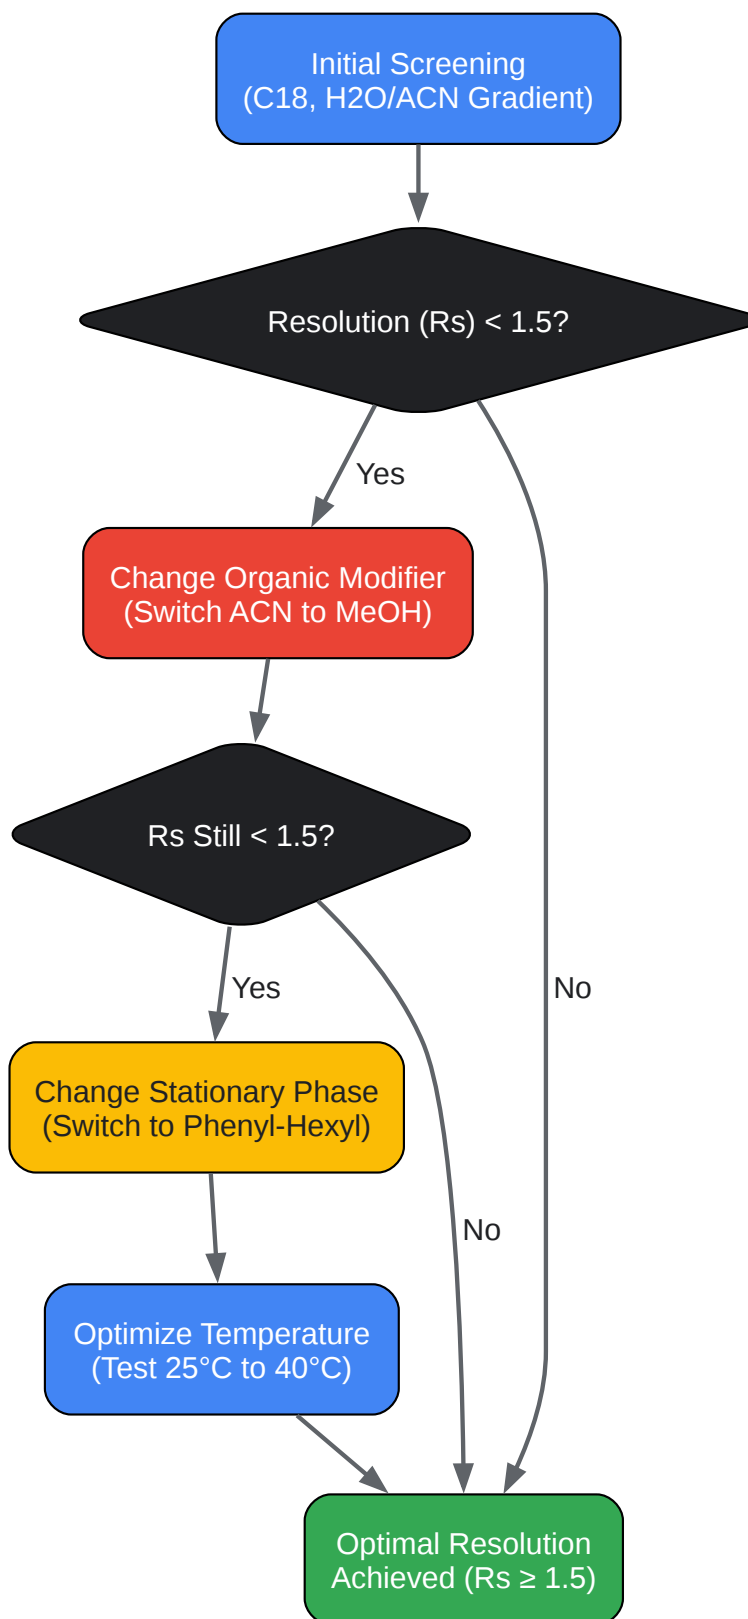 Initial Screening
(C18, H2O/ACN Gradient)
Resolution (Rs) < 1.5?
Yes
Change Organic Modifier
(Switch ACN to MeOH)
Rs Still < 1.5?
Yes
No
Change Stationary Phase
(Switch to Phenyl-Hexyl)
No
Optimize Temperature
(Test 25°C to 40°C)
Optimal Resolution
Achieved (Rs ≥ 1.5)